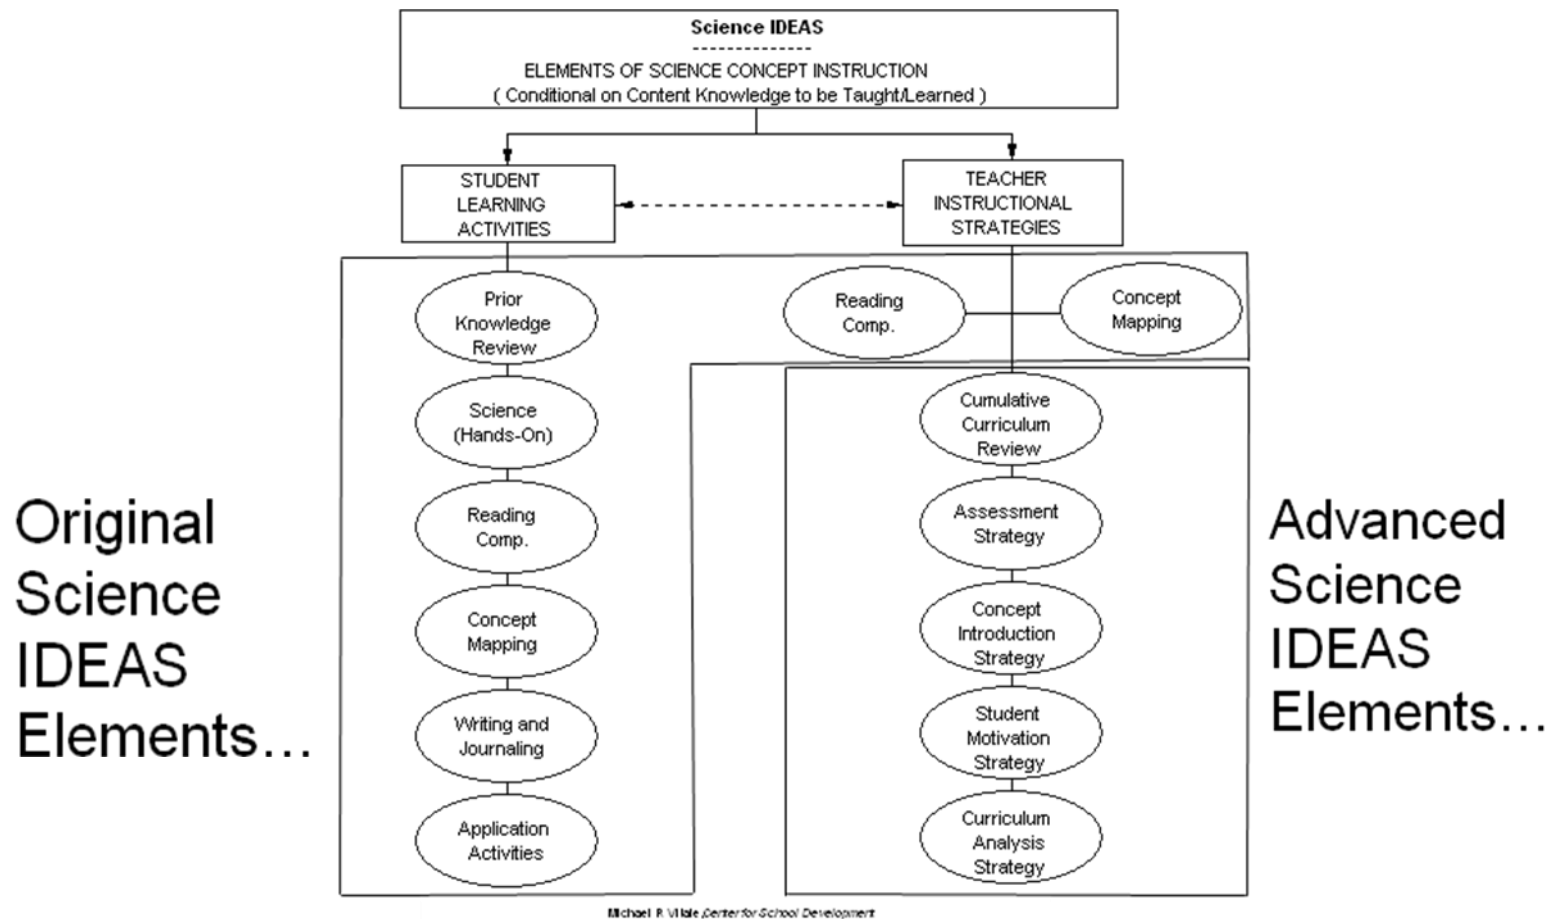 Science IDEAS
--------------
ELEMENTS OF SCIENCE CONCEPT INSTRUCTION
( Conditional on Content Knowledge to be Taught/Learned )
STUDENT
LEARNING
ACTIVITIES
TEACHER
INSTRUCTIONAL
STRATEGIES
Prior
Knowledge
Review
Science
(Hands-On)
Reading
Comp.
Concept
Mapping
Writing and
Journaling
Application
Activities
Reading
Comp.
Concept
Mapping
Cumulative
Curriculum
Review
Assessment
Strategy
Concept
Introduction
Strategy
Student
Motivation
Strategy
Curriculum
Analysis
Strategy
Original
Science
IDEAS
Elements...
Advanced
Science
IDEAS
Elements...
Michael R. Vitale, Center for School Development